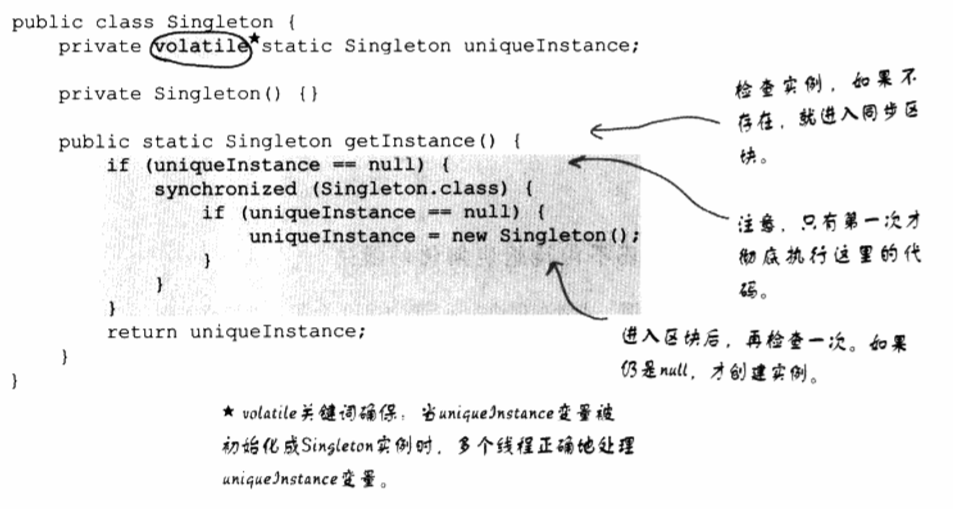 public class Singleton {
private volatile★static Singleton uniqueInstance;
private Singleton() {}
public static Singleton getInstance() {
if (uniqueInstance == null) {
synchronized (Singleton.class) {
if (uniqueInstance == null) {
uniqueInstance = new Singleton();
}
}
}
return uniqueInstance;
}
}
检查实例，如果不
存在，就进入同步区
块。
注意，只有第一次才
彻底执行这里的代
码。
进入区块后，再检查一次。如果
仍是null，才创建实例。
★ volatile关键词确保：当uniqueInstance变量被
初始化成Singleton实例时，多个线程正确地处理
uniqueInstance变量。